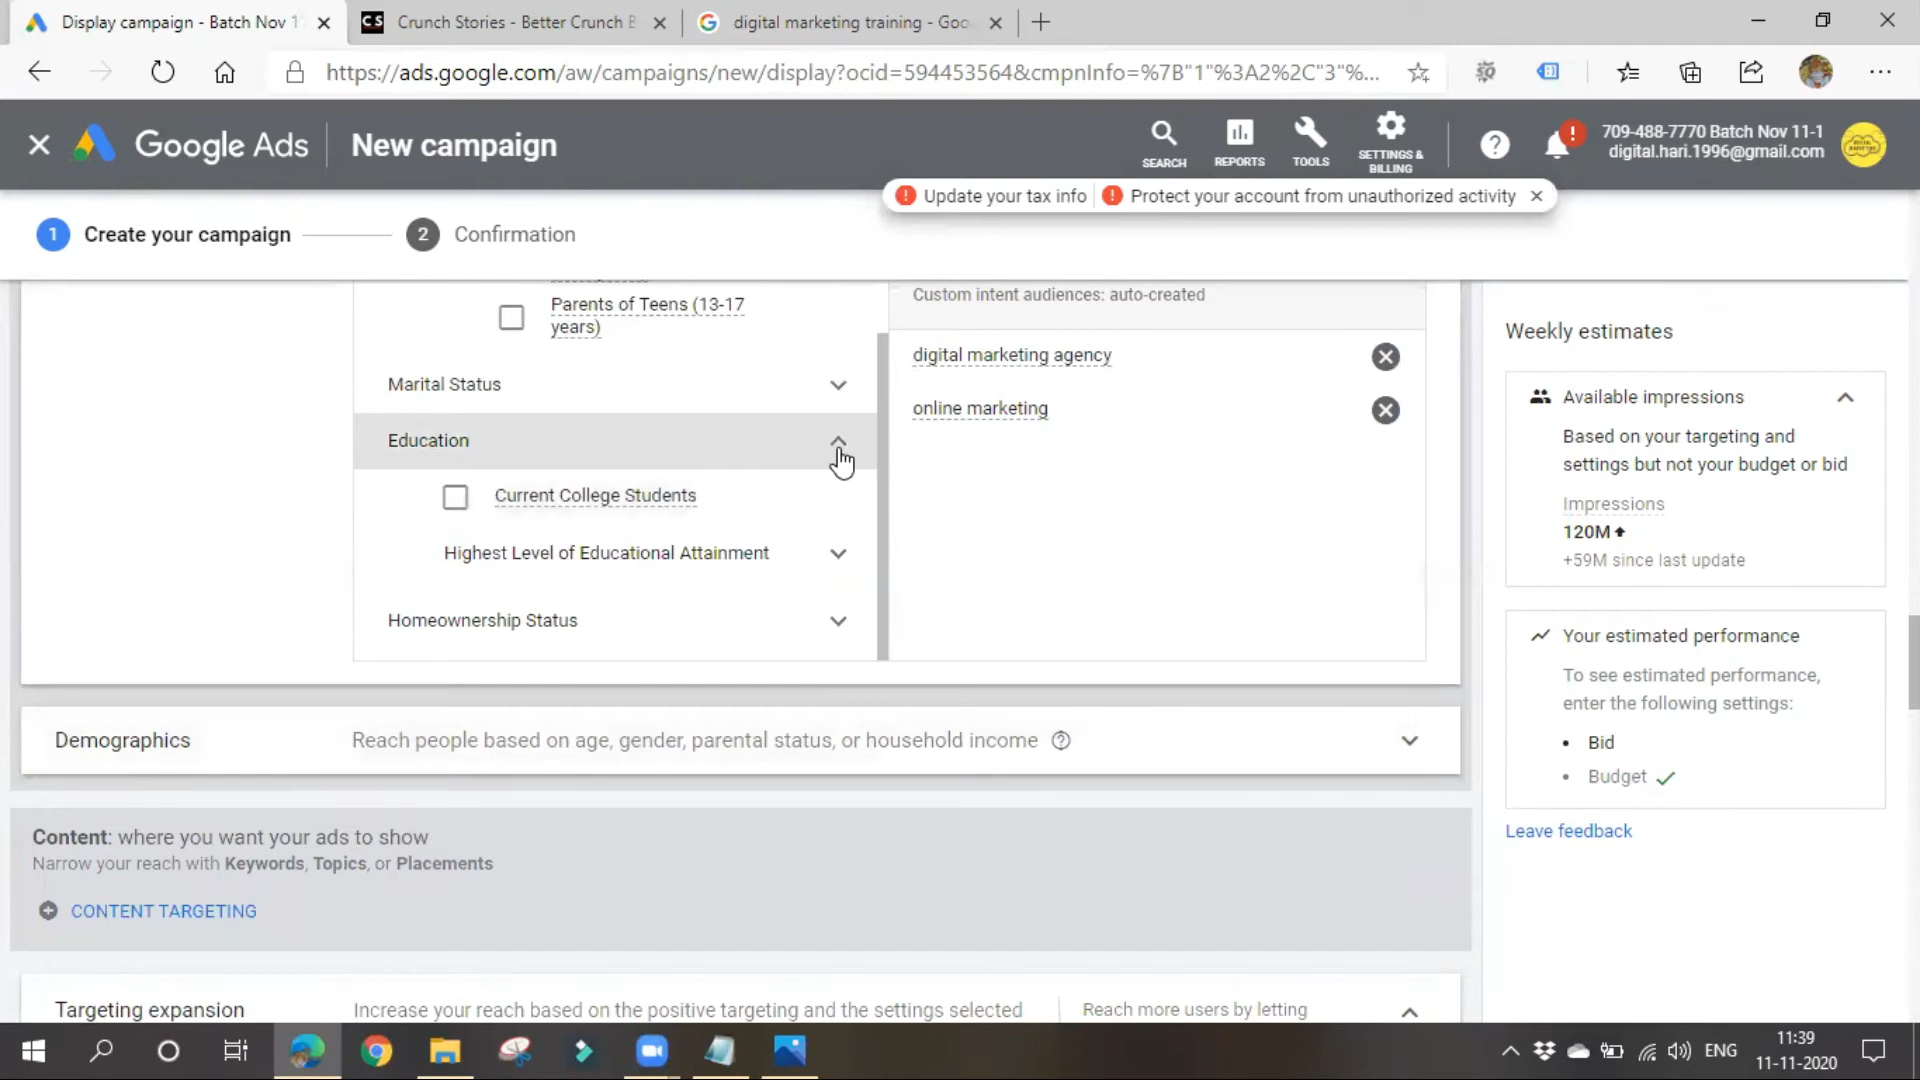 Display campaign - Batch Nov 1
Crunch Stories - Better Crunch B
digital marketing training - Goo
https://ads.google.com/aw/campaigns/new/display?ocid=594453564&cmpnInfo=%7B"1"%3A2%2C"3"%...
Google Ads
New campaign
SEARCH
REPORTS
TOOLS
SETTINGS &
BILLING
709-488-7770 Batch Nov 11-1
digital.hari.1996@gmail.com
Update your tax info
Protect your account from unauthorized activity
1 Create your campaign
2 Confirmation
Parents of Teens (13-17
years)
Marital Status
Education
Current College Students
Highest Level of Educational Attainment
Homeownership Status
Custom intent audiences: auto-created
digital marketing agency
online marketing
Weekly estimates
Available impressions
Based on your targeting and
settings but not your budget or bid
Impressions
120M
+59M since last update
Your estimated performance
To see estimated performance,
enter the following settings:
• Bid
• Budget
Leave feedback
Demographics
Reach people based on age, gender, parental status, or household income
Content: where you want your ads to show
Narrow your reach with Keywords, Topics, or Placements
CONTENT TARGETING
Targeting expansion
Increase your reach based on the positive targeting and the settings selected
Reach more users by letting
ENG
11:39
11-11-2020